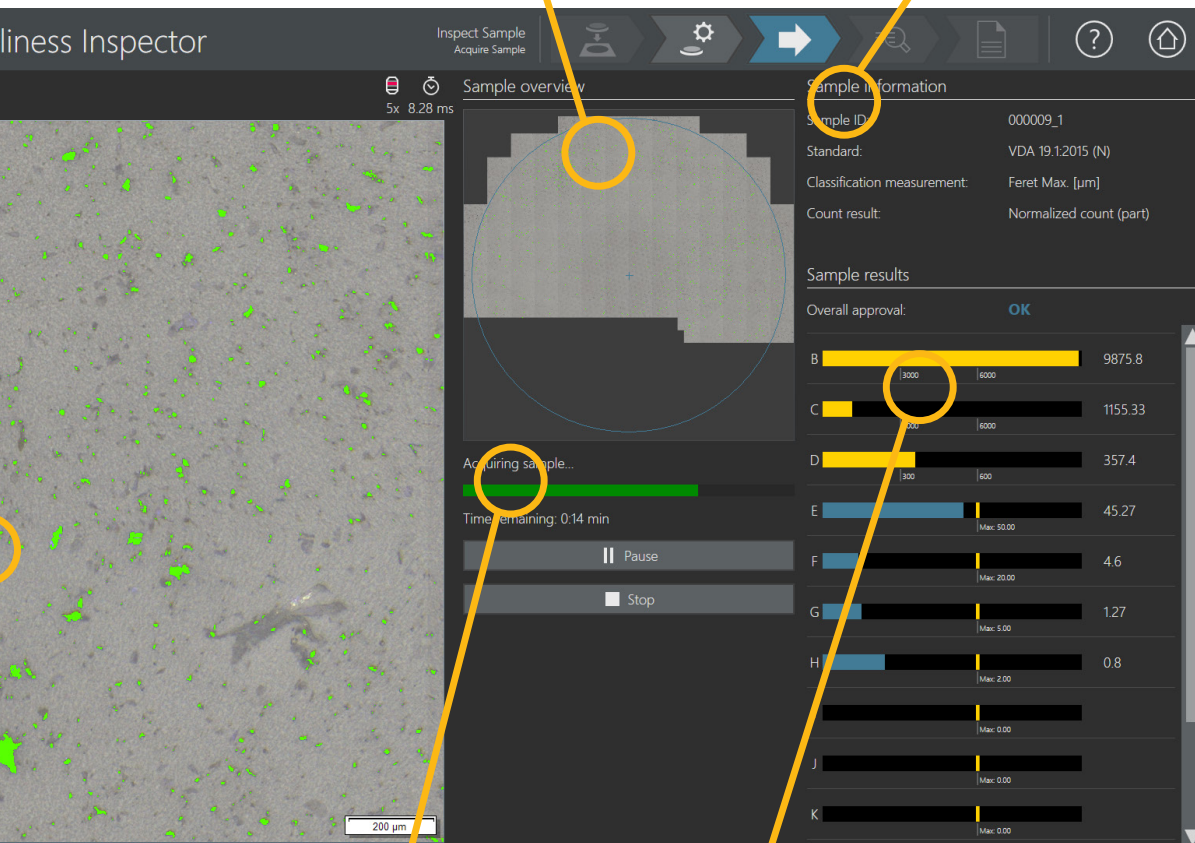 liness Inspector
Inspect Sample
Acquire Sample
?
5x 8.28 ms
200 µm
Sample overview
Acquiring sample...
Time remaining: 0:14 min
Pause
Stop
Sample information
Sample ID: 000009_1
Standard: VDA 19.1:2015 (N)
Classification measurement: Feret Max. [µm]
Count result: Normalized count (part)
Sample results
Overall approval: OK
B 9875.8
3000 6000
C 1155.33
6000
D 357.4
300 600
E 45.27
Max: 50.00
F 4.6
Max: 20.00
G 1.27
Max: 5.00
H 0.8
Max: 2.00
Max: 0.00
J
Max: 0.00
K
Max: 0.00